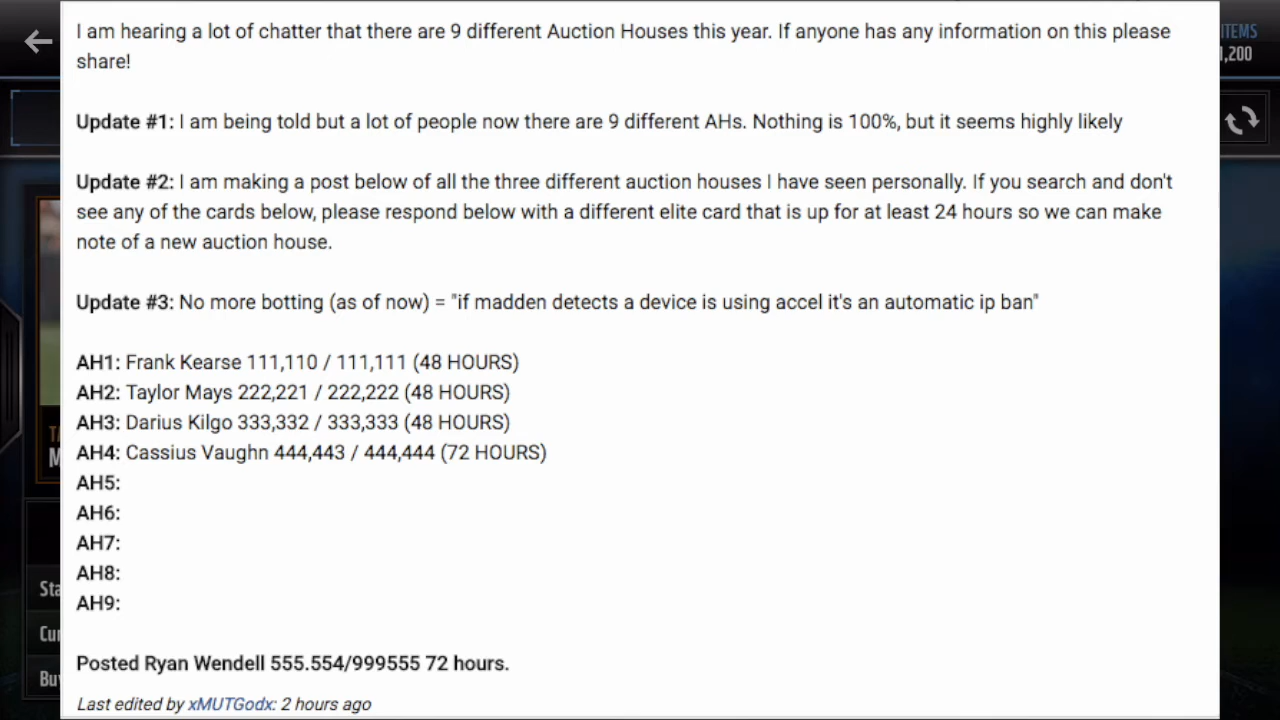 I am hearing a lot of chatter that there are 9 different Auction Houses this year. If anyone has any information on this please
share!
Update #1: I am being told but a lot of people now there are 9 different AHs. Nothing is 100%, but it seems highly likely
Update #2: I am making a post below of all the three different auction houses I have seen personally. If you search and don't
see any of the cards below, please respond below with a different elite card that is up for at least 24 hours so we can make
note of a new auction house.
Update #3: No more botting (as of now) = "if madden detects a device is using accel it's an automatic ip ban"
AH1: Frank Kearse 111,110 / 111,111 (48 HOURS)
AH2: Taylor Mays 222,221 / 222,222 (48 HOURS)
AH3: Darius Kilgo 333,332 / 333,333 (48 HOURS)
AH4: Cassius Vaughn 444,443 / 444,444 (72 HOURS)
AH5:
AH6:
AH7:
AH8:
AH9:
Posted Ryan Wendell 555.554/999555 72 hours.
Last edited by xMUTGodx: 2 hours ago
ITEMS